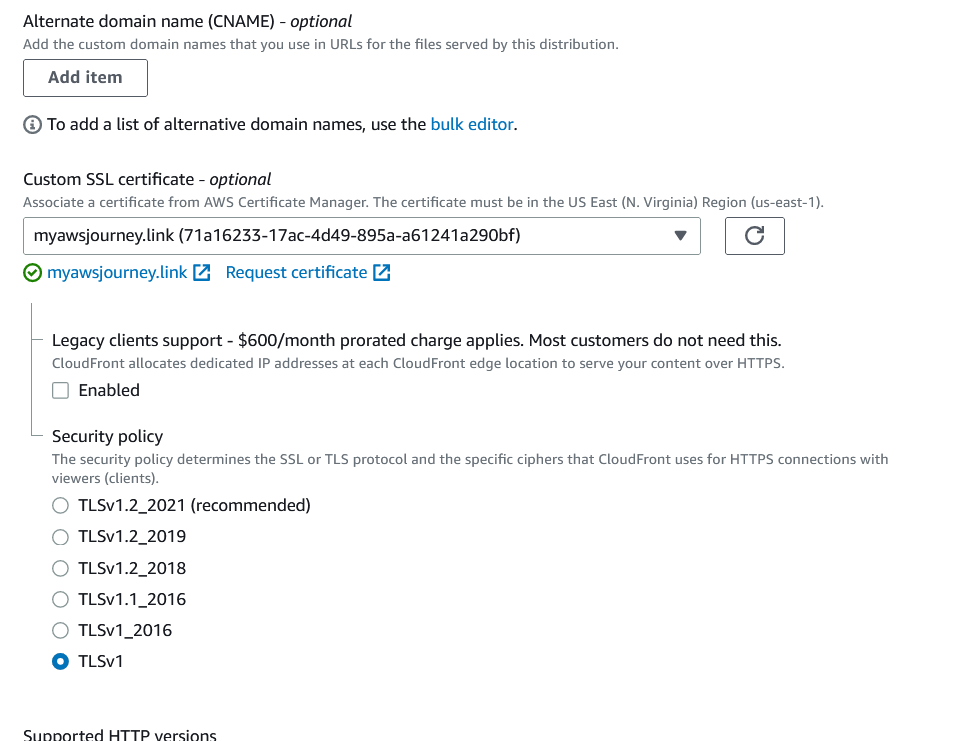 Alternate domain name (CNAME) - optional
Add the custom domain names that you use in URLs for the files served by this distribution.
Add item
To add a list of alternative domain names, use the bulk editor.
Custom SSL certificate - optional
Associate a certificate from AWS Certificate Manager. The certificate must be in the US East (N. Virginia) Region (us-east-1).
myawsjourney.link (71a16233-17ac-4d49-895a-a61241a290bf)
myawsjourney.link Request certificate
Legacy clients support - $600/month prorated charge applies. Most customers do not need this.
CloudFront allocates dedicated IP addresses at each CloudFront edge location to serve your content over HTTPS.
Enabled
Security policy
The security policy determines the SSL or TLS protocol and the specific ciphers that CloudFront uses for HTTPS connections with
viewers (clients).
TLSv1.2_2021 (recommended)
TLSv1.2_2019
TLSv1.2_2018
TLSv1.1_2016
TLSv1_2016
TLSv1
Supported HTTP versions